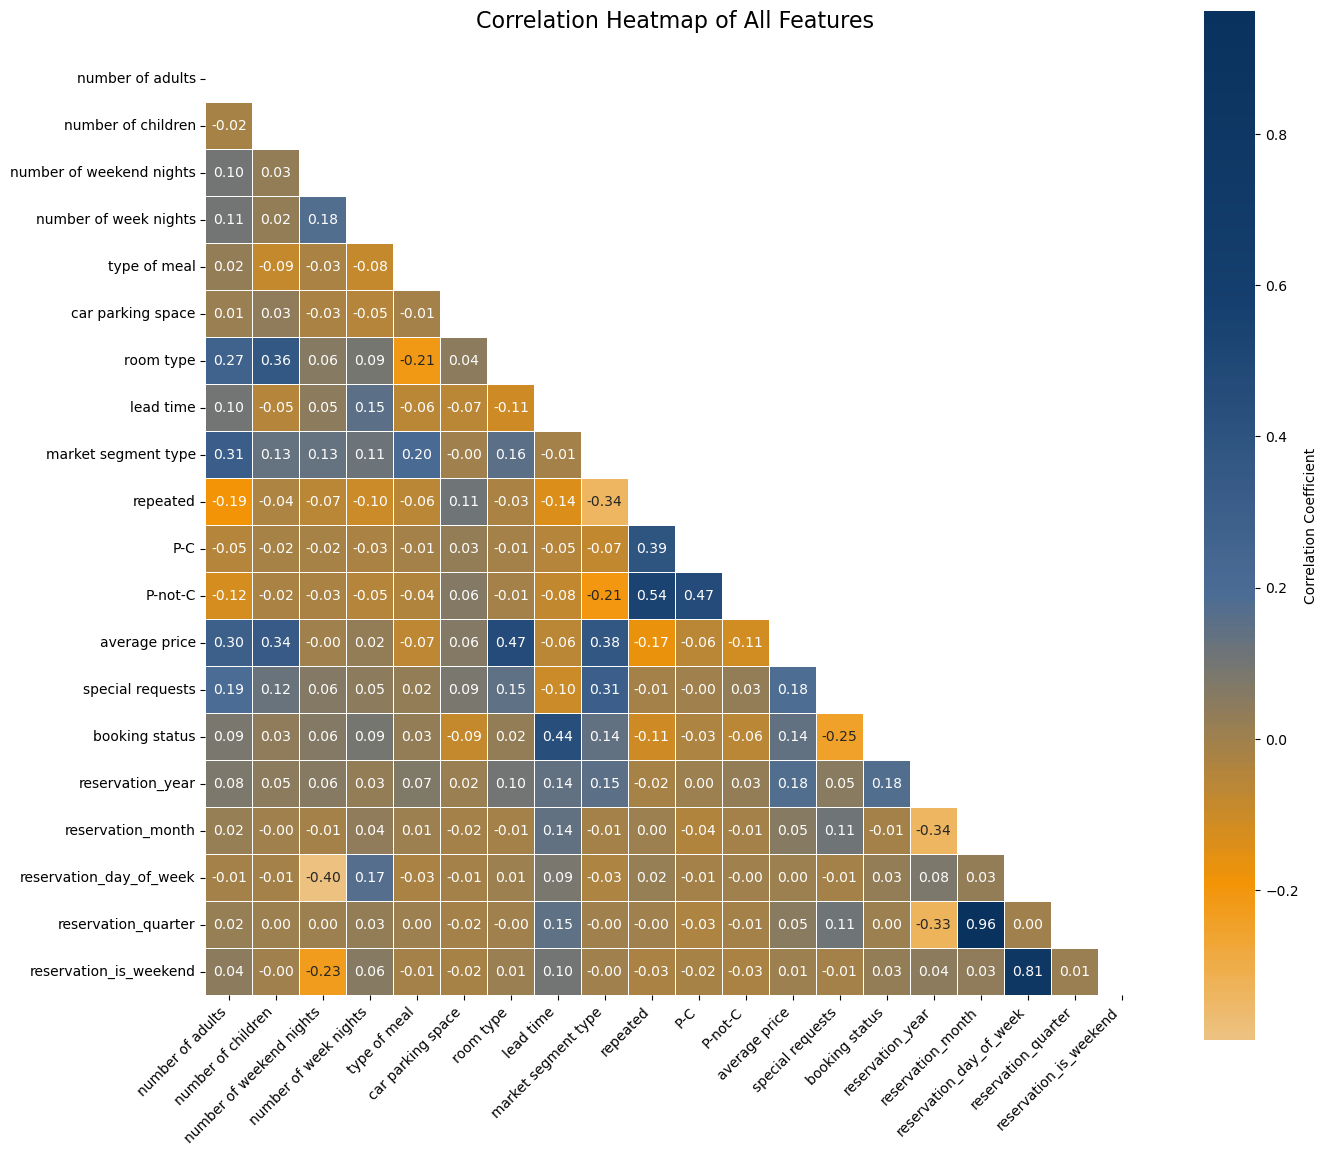 Correlation Heatmap of All Features
number of adults
number of children -0.02
number of weekend nights 0.10 0.03
number of week nights 0.11 0.02 0.18
type of meal 0.02 -0.09 -0.03 -0.08
car parking space 0.01 0.03 -0.03 -0.05 -0.01
room type 0.27 0.36 0.06 0.09 -0.21 0.04
lead time 0.10 -0.05 0.05 0.15 -0.06 -0.07 -0.11
market segment type 0.31 0.13 0.13 0.11 0.20 -0.00 0.16 -0.01
repeated -0.19 -0.04 -0.07 -0.10 -0.06 0.11 -0.03 -0.14 -0.34
P-C -0.05 -0.02 -0.02 -0.03 -0.01 0.03 -0.01 -0.05 -0.07 0.39
P-not-C -0.12 -0.02 -0.03 -0.05 -0.04 0.06 -0.01 -0.08 -0.21 0.54 0.47
average price 0.30 0.34 -0.00 0.02 -0.07 0.06 0.47 -0.06 0.38 -0.17 -0.06 -0.11
special requests 0.19 0.12 0.06 0.05 0.02 0.09 0.15 -0.10 0.31 -0.01 -0.00 0.03 0.18
booking status 0.09 0.03 0.06 0.09 0.03 -0.09 0.02 0.44 0.14 -0.11 -0.03 -0.06 0.14 -0.25
reservation_year 0.08 0.05 0.06 0.03 0.07 0.02 0.10 0.14 0.15 -0.02 0.00 0.03 0.18 0.05 0.18
reservation_month 0.02 -0.00 -0.01 0.04 0.01 -0.02 -0.01 0.14 -0.01 0.00 -0.04 -0.01 0.05 0.11 -0.01 -0.34
reservation_day_of_week -0.01 -0.01 -0.40 0.17 -0.03 -0.01 0.01 0.09 -0.03 0.02 -0.01 -0.00 0.00 -0.01 0.03 0.08 0.03
reservation_quarter 0.02 0.00 0.00 0.03 0.00 -0.02 -0.00 0.15 -0.00 -0.00 -0.03 -0.01 0.05 0.11 0.00 -0.33 0.96 0.00
reservation_is_weekend 0.04 -0.00 -0.23 0.06 -0.01 -0.02 0.01 0.10 -0.00 -0.03 -0.02 -0.03 0.01 -0.01 0.03 0.04 0.03 0.81 0.01
number of adults
number of children
number of weekend nights
number of week nights
type of meal
car parking space
room type
lead time
market segment type
repeated
P-C
P-not-C
average price
special requests
booking status
reservation_year
reservation_month
reservation_day_of_week
reservation_quarter
reservation_is_weekend
0.8
0.6
0.4
0.2
0.0
−0.2
Correlation Coefficient